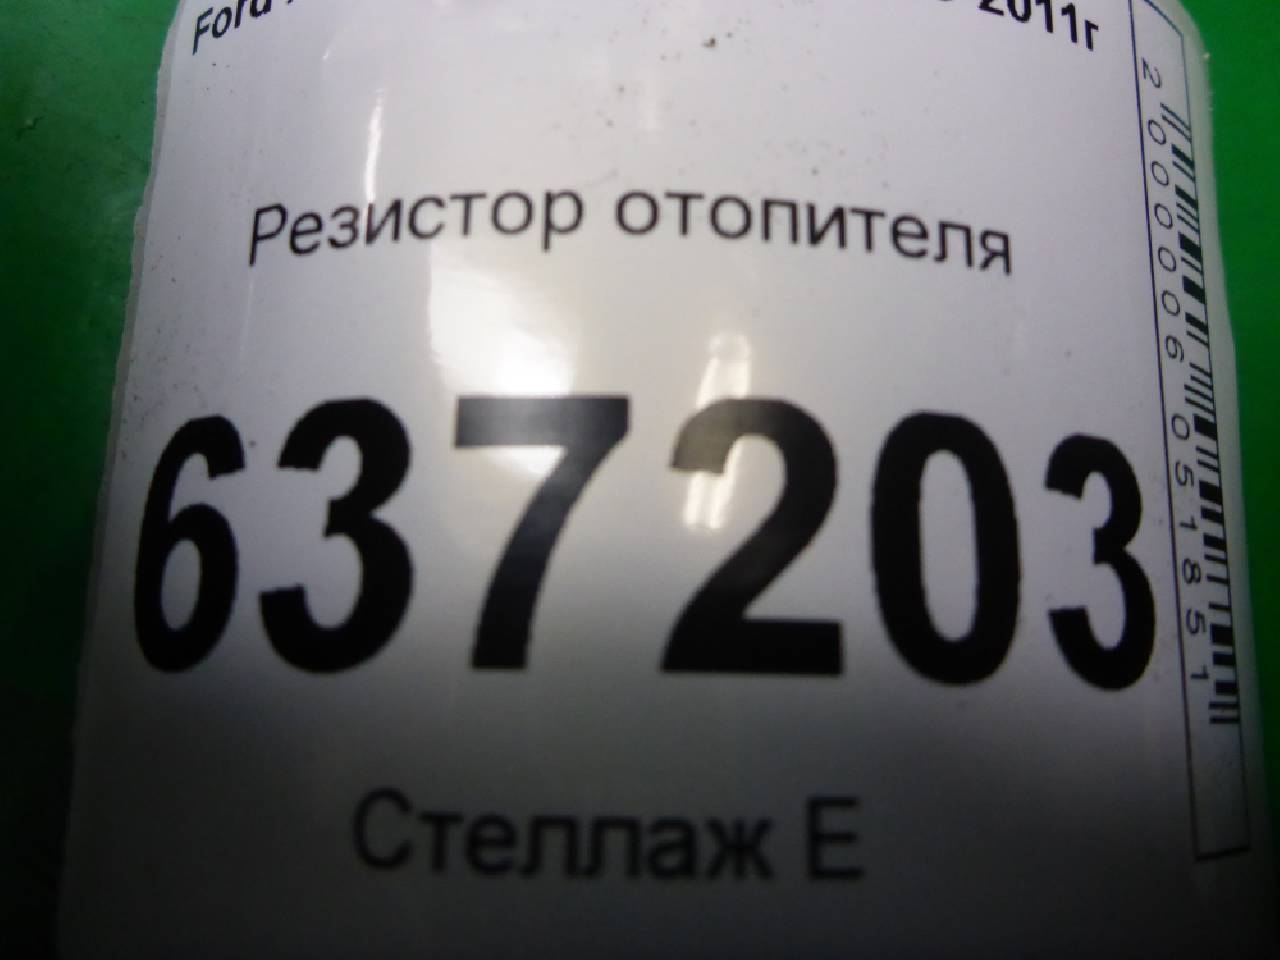 Ford
2011г
Резистор отопителя
637203
Стеллаж Е
2000006051851